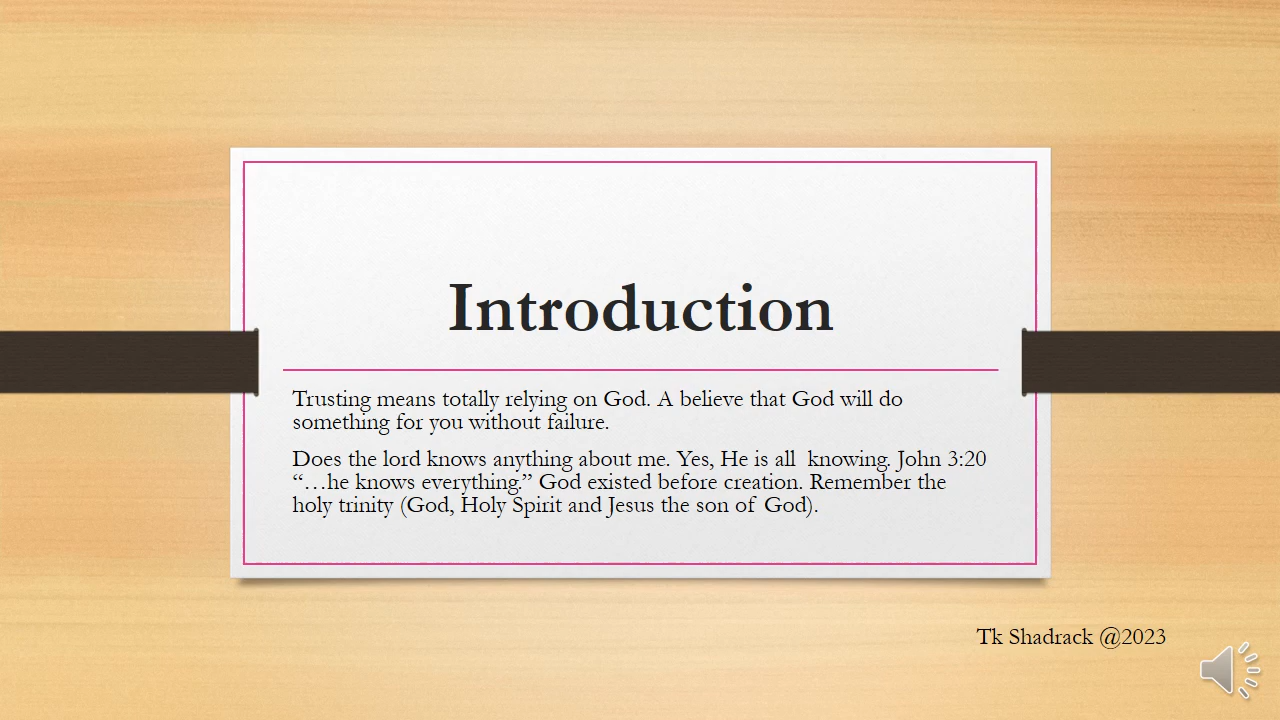 Introduction
Trusting means totally relying on God. A believe that God will do
something for you without failure.
Does the lord knows anything about me. Yes, He is all  knowing. John 3:20
“…he knows everything.” God existed before creation. Remember the
holy trinity (God, Holy Spirit and Jesus the son of God).
Tk Shadrack @2023